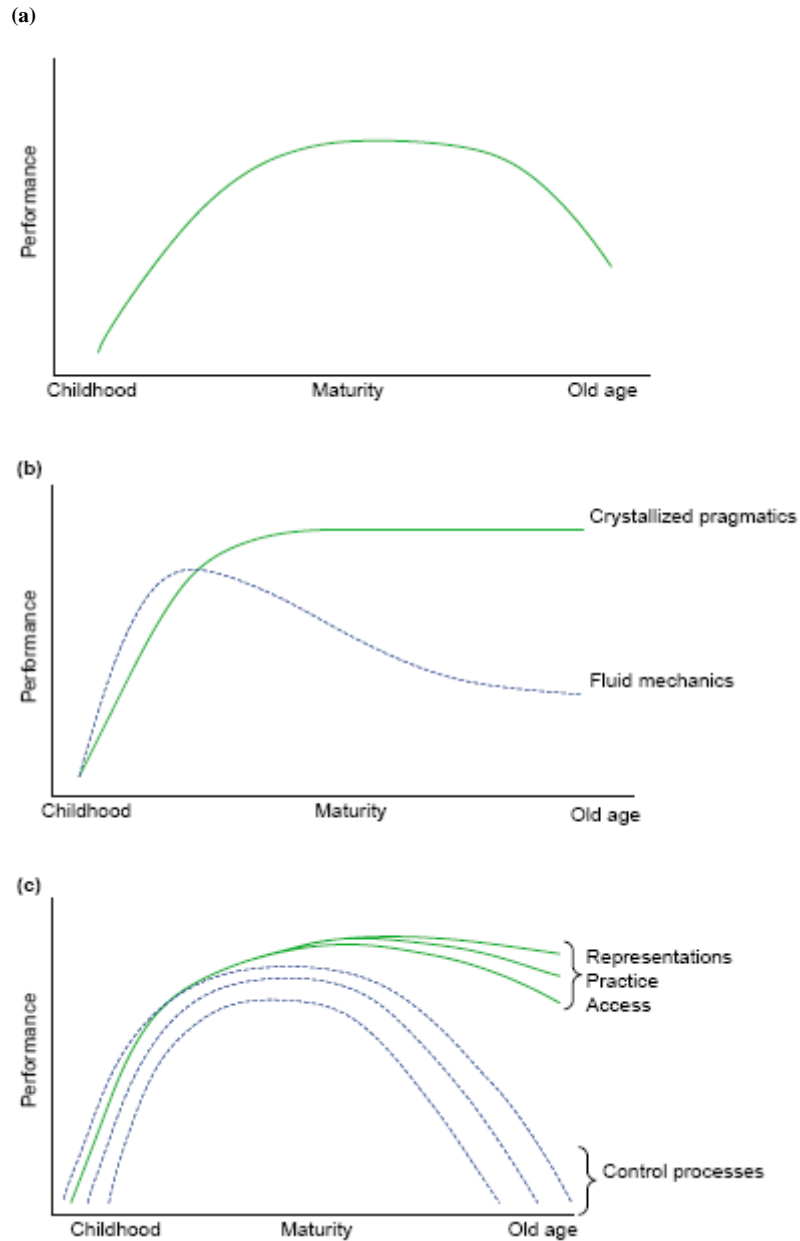 (a)
Performance
Childhood Maturity Old age
(b)
Crystallized pragmatics
Performance
Fluid mechanics
Childhood Maturity Old age
(c)
Representations
Practice
Access
Performance
Control processes
Childhood Maturity Old age